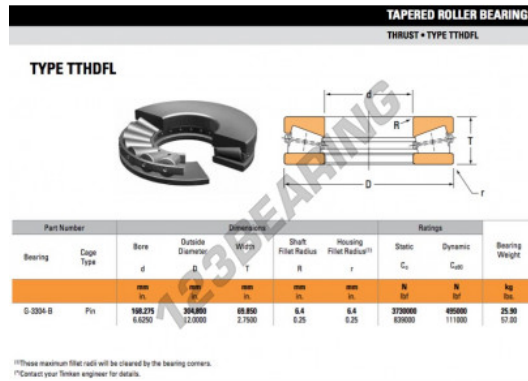 TAPERED ROLLER BEARING
THRUST • TYPE TTHDFL
TYPE TTHDFL
d
R
T
D
r
123BEARING
Part Number Dimensions Ratings
Bearing Cage Type Bore Outside Diameter Width Shaft Fillet Radius Housing Fillet Radius(1) Static Dynamic Bearing Weight
d D T R r C₀ Cₐ₉₀
mm mm mm mm mm N N kg
in. in. in. in. in. lbf lbf lbs.
G-3304-B Pin 168.275 304.800 69.850 6.4 6.4 3730000 495000 25.90
6.6250 12.0000 2.7500 0.25 0.25 839000 111000 57.00
(1)These maximum fillet radii will be cleared by the bearing corners.
(*)Contact your Timken engineer for details.